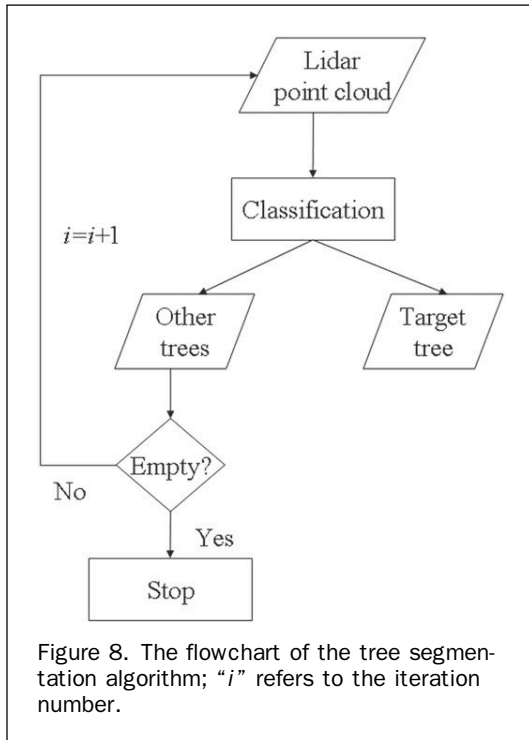 Lidar
point cloud
Classification
i=i+1
Other
trees
Target
tree
Empty?
No
Yes
Stop
Figure 8. The flowchart of the tree segmen-
tation algorithm; “i” refers to the iteration
number.